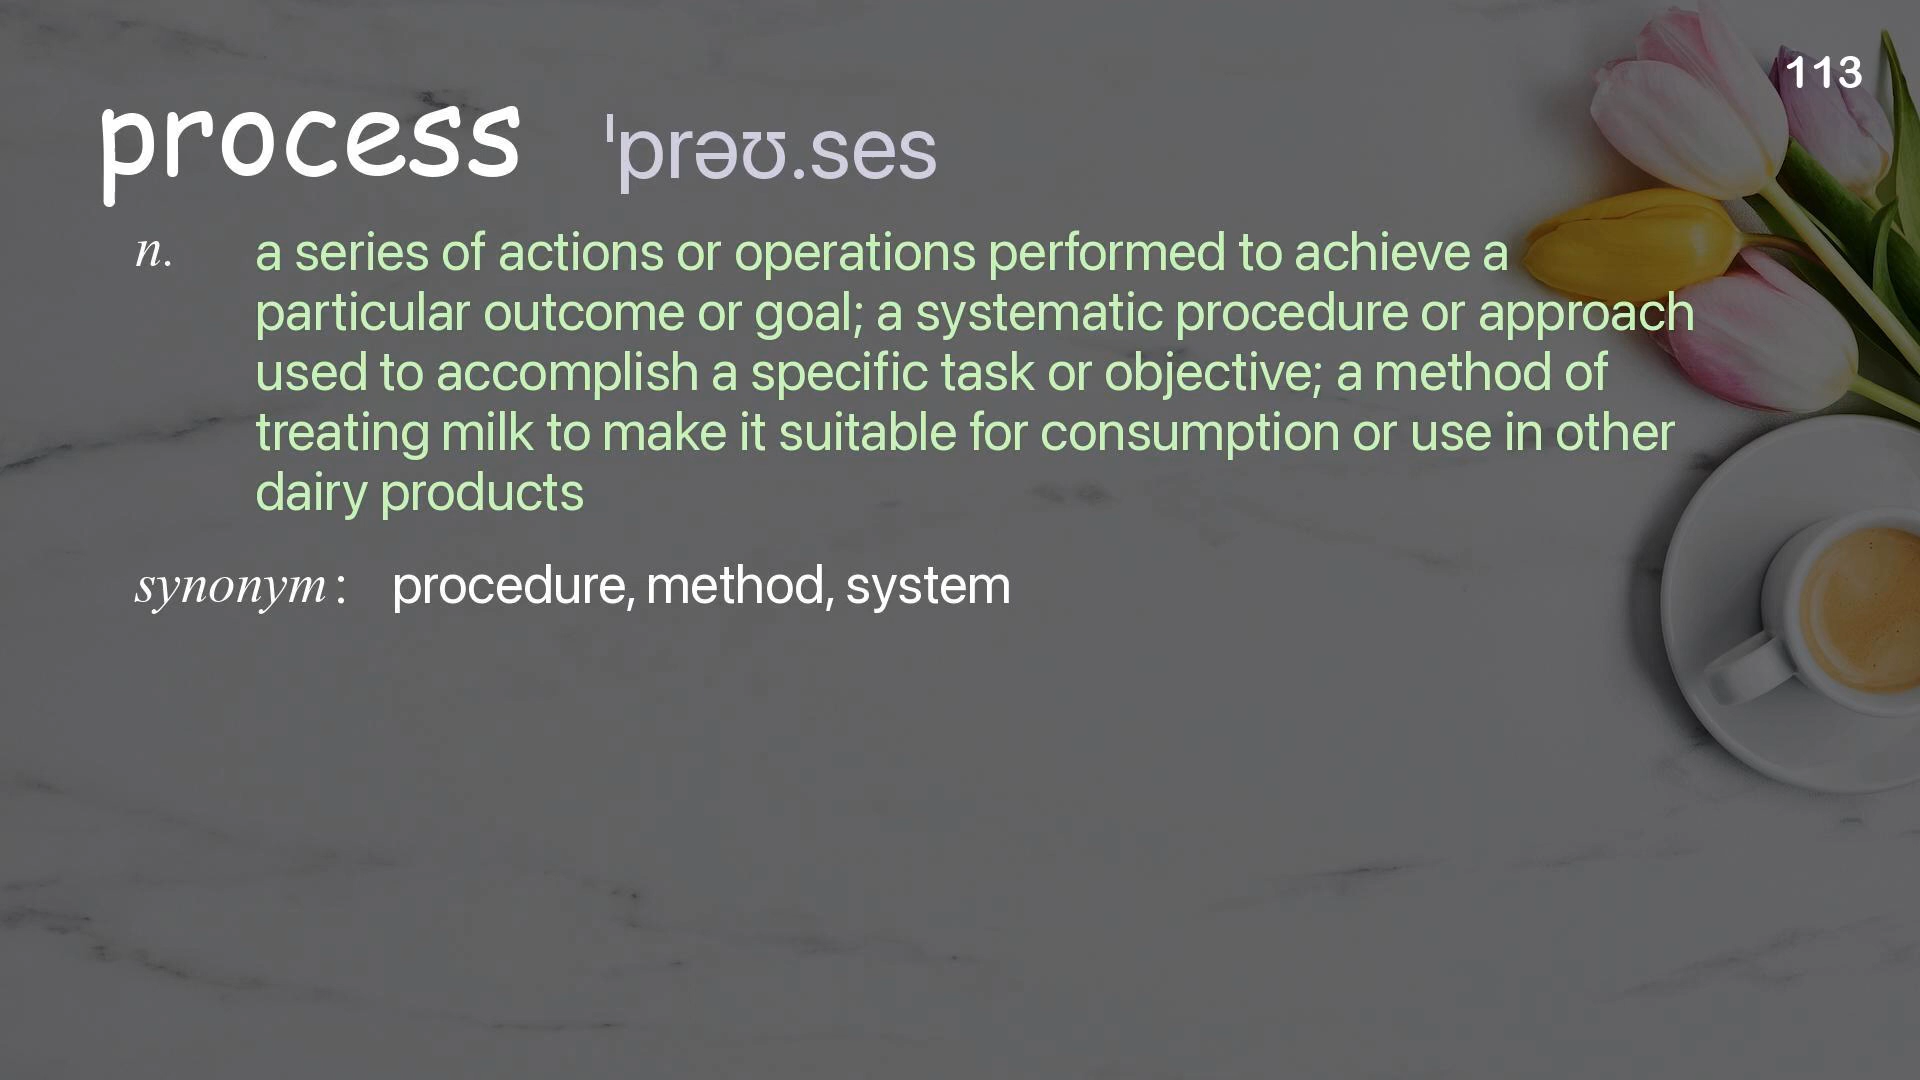 113
process ˈprəʊ.ses
n. a series of actions or operations performed to achieve a
particular outcome or goal; a systematic procedure or approach
used to accomplish a specific task or objective; a method of
treating milk to make it suitable for consumption or use in other
dairy products
synonym: procedure, method, system